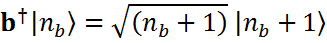 𝐛†|n_b⟩ = √(n_b + 1) |n_b + 1⟩